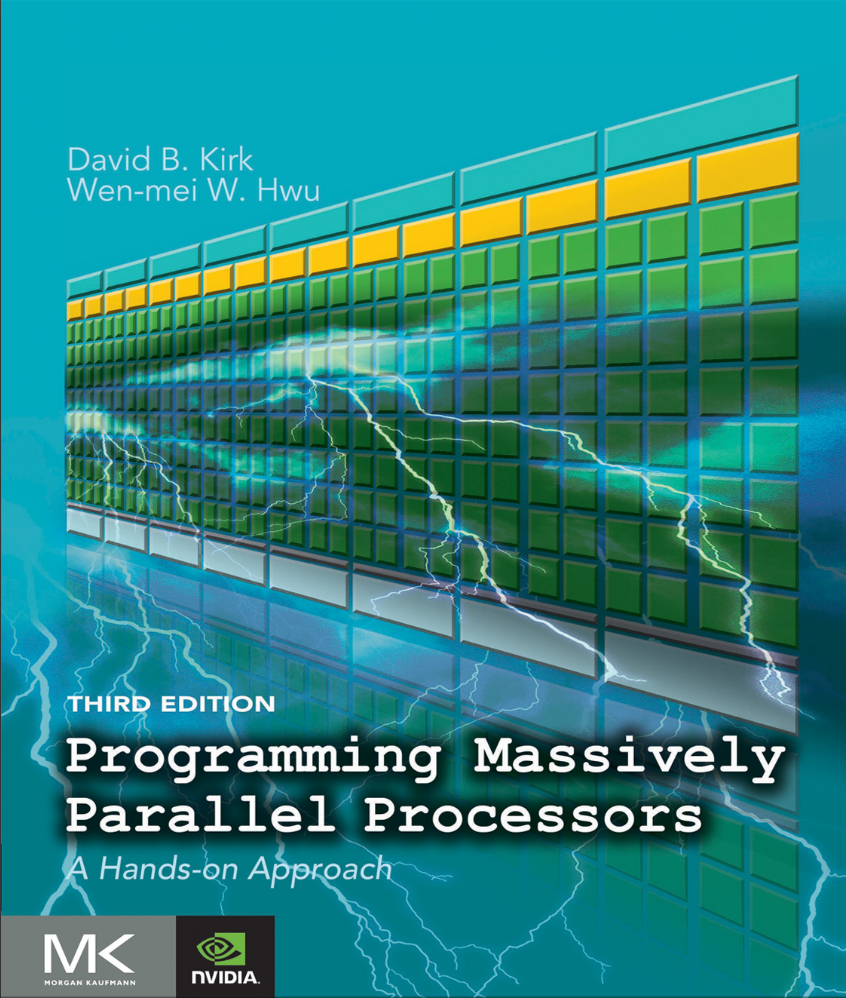 David B. Kirk
Wen-mei W. Hwu
THIRD EDITION
Programming Massively
Parallel Processors
A Hands-on Approach
MK
MORGAN KAUFMANN
NVIDIA.